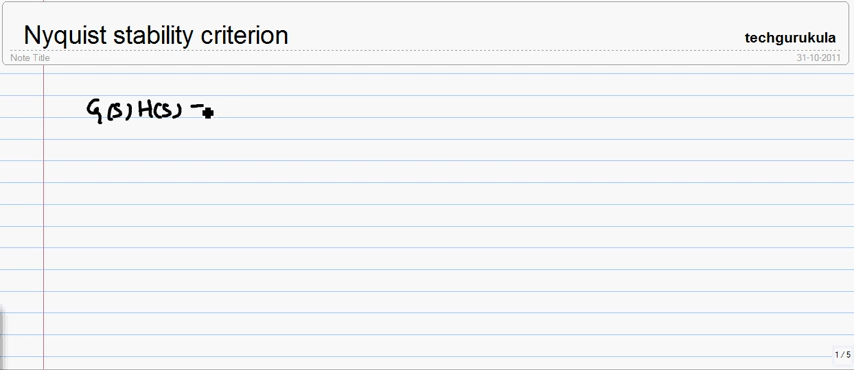 Nyquist stability criterion
techgurukula
Note Title
31-10-2011
G(s) H(s) =
1 / 5